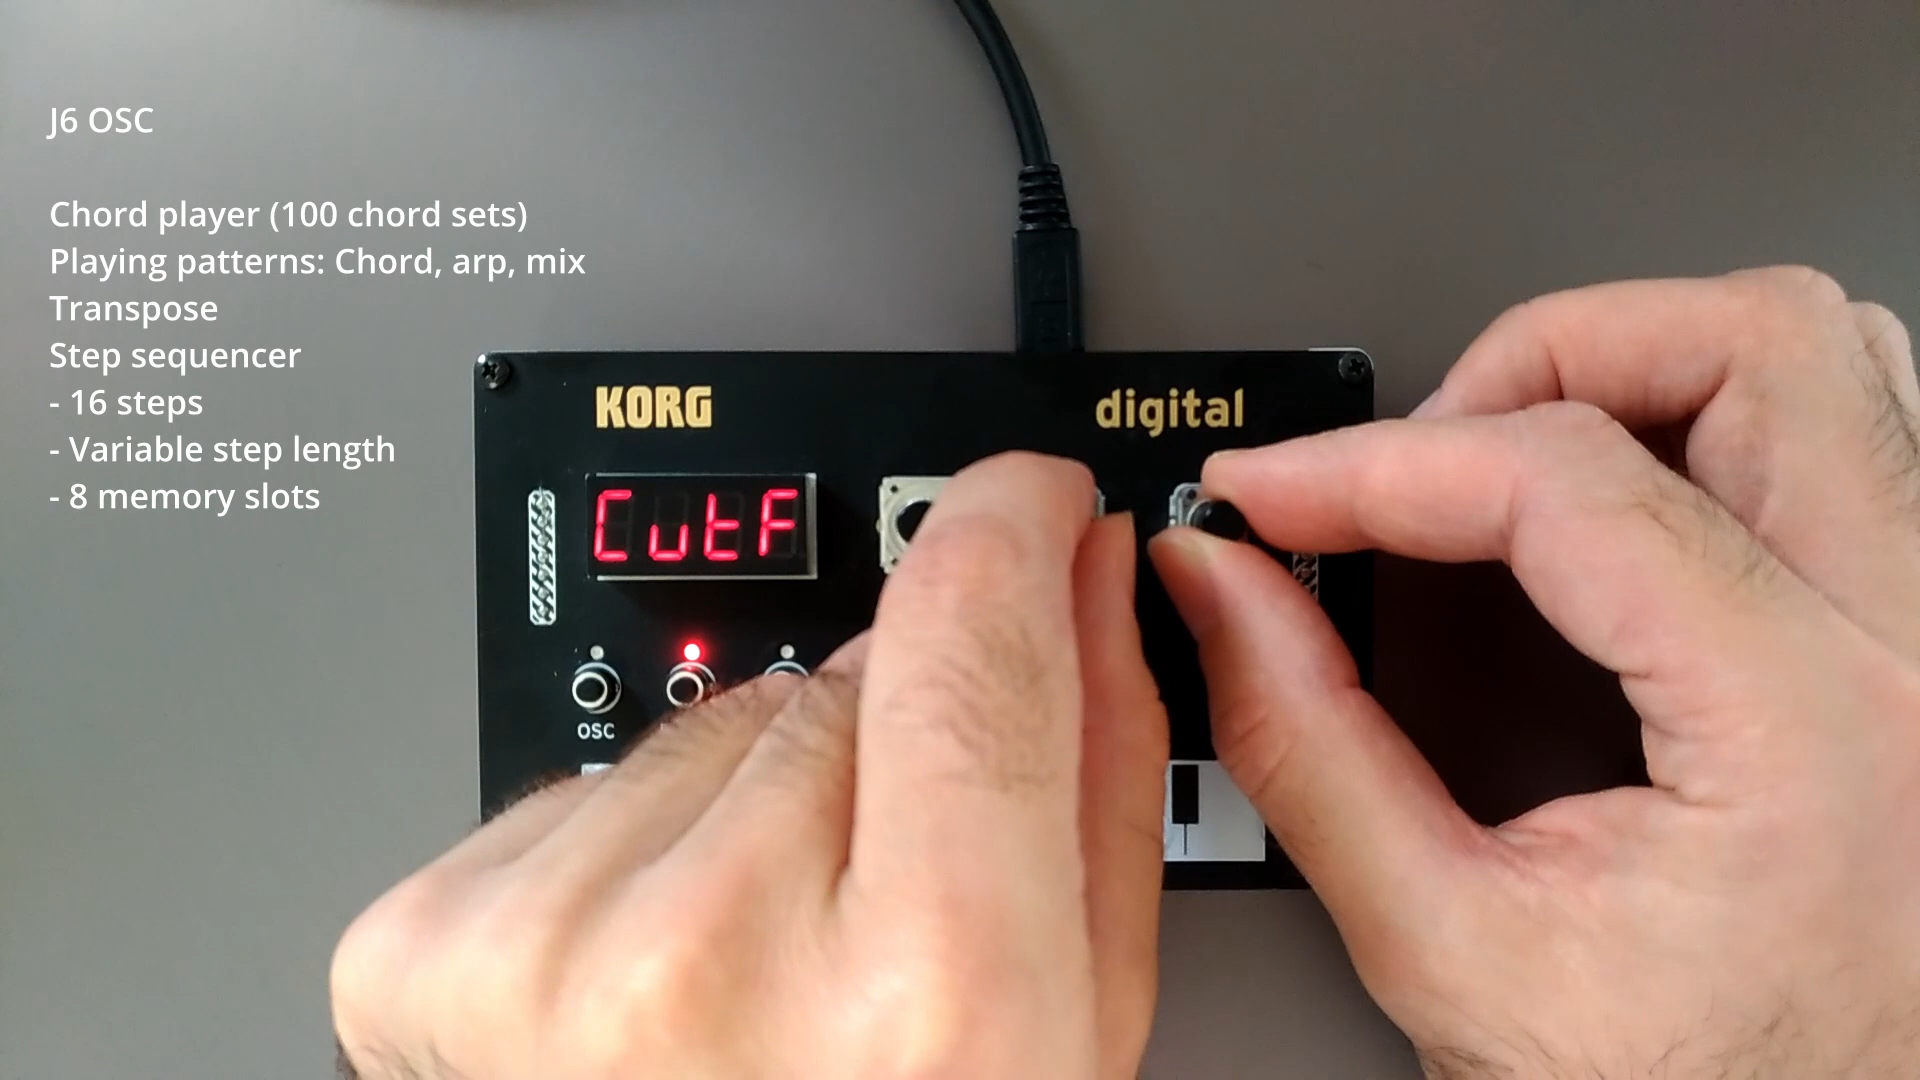 J6 OSC
Chord player (100 chord sets)
Playing patterns: Chord, arp, mix
Transpose
Step sequencer
- 16 steps
- Variable step length
- 8 memory slots
KORG
digital
CutF
OSC